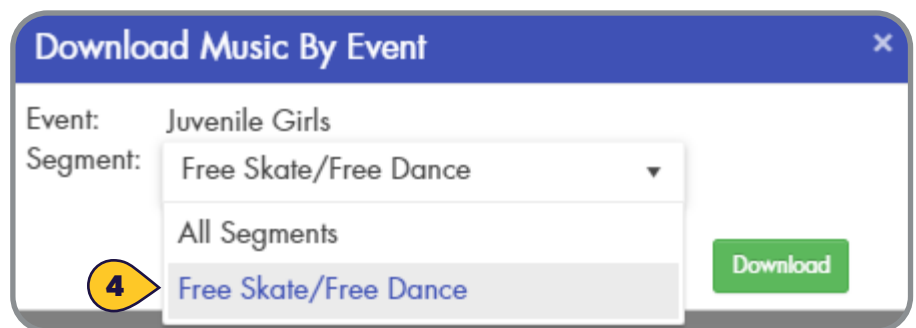 Download Music By Event ×
Event: Juvenile Girls
Segment: Free Skate/Free Dance
All Segments
Download
4 Free Skate/Free Dance